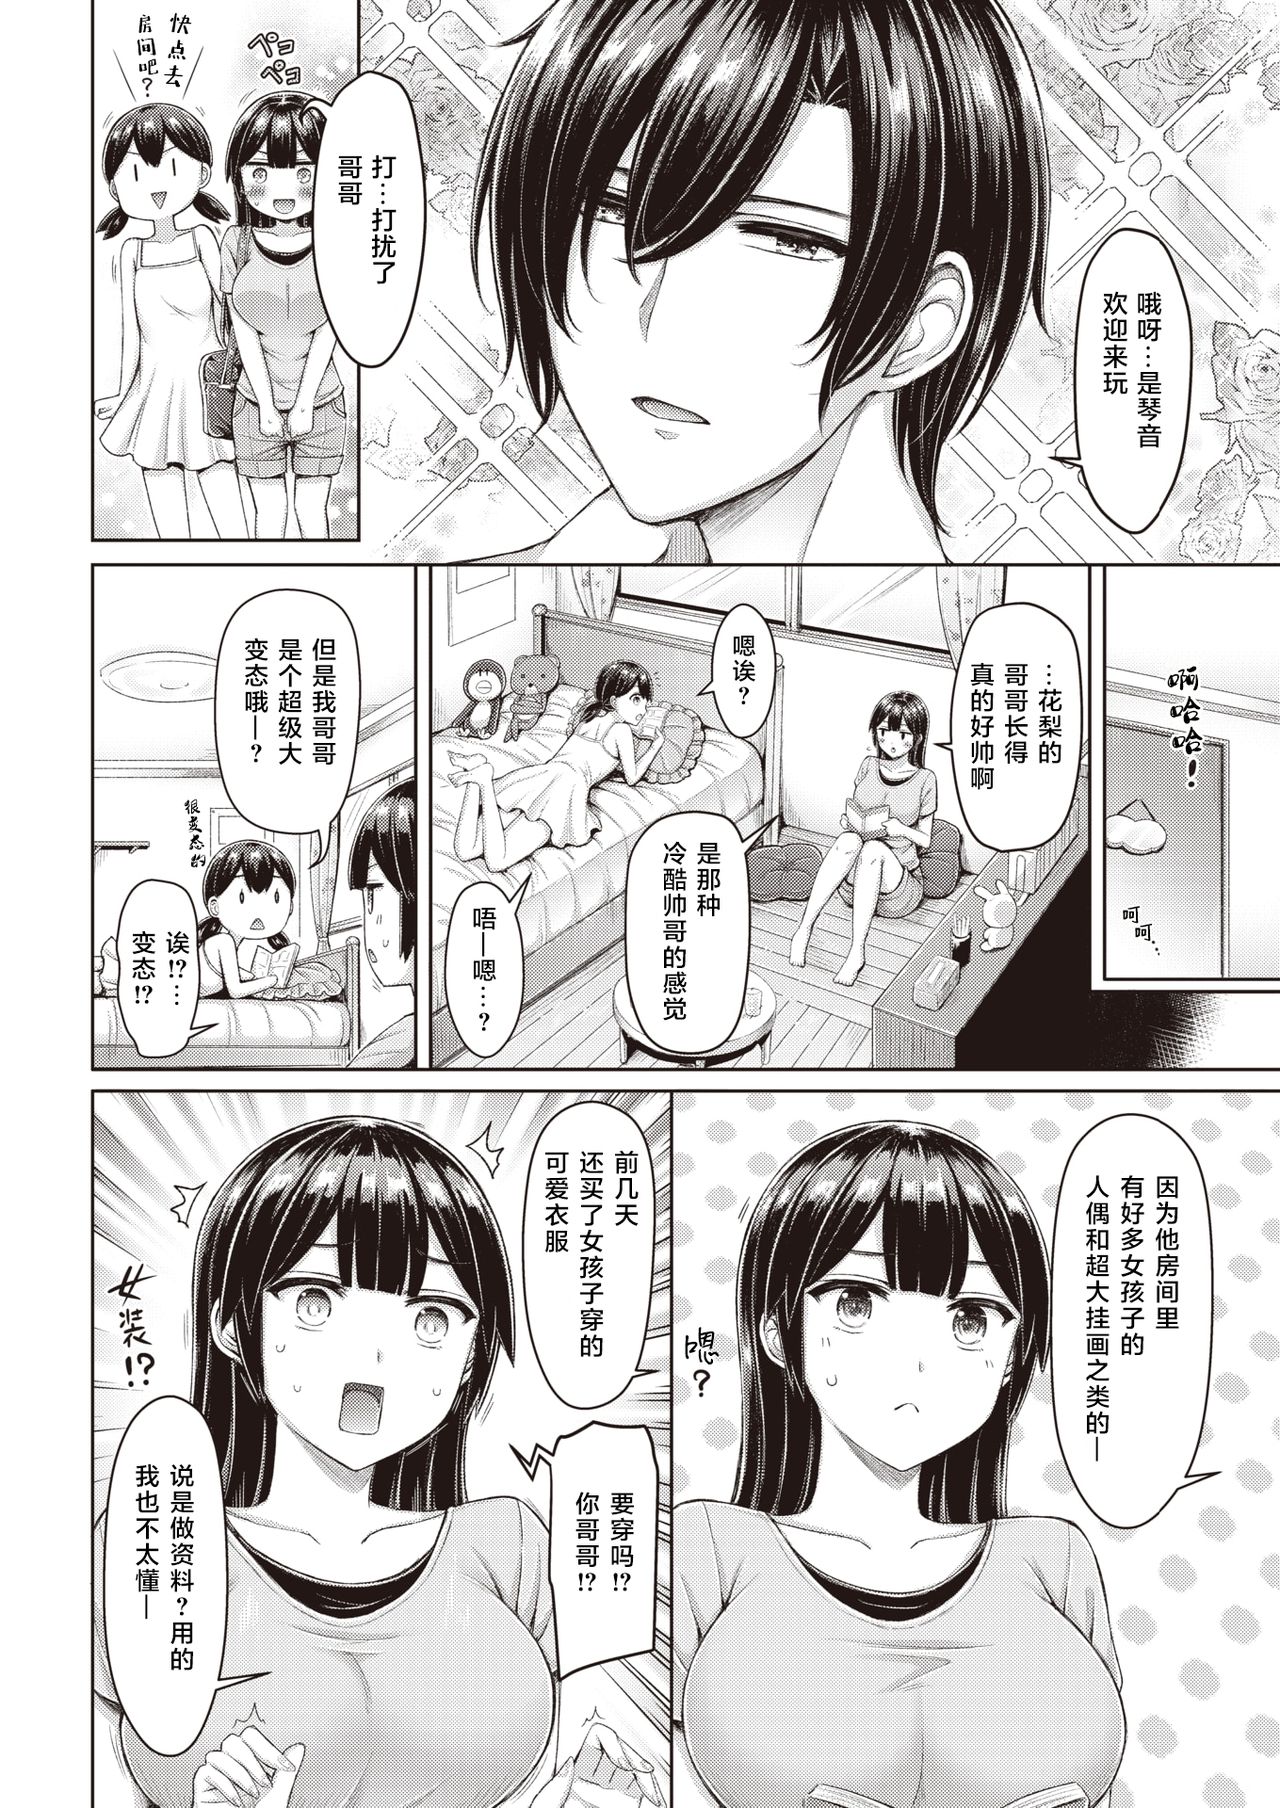 哦呀…是琴音
欢迎来玩
打…打扰了
哥哥
ペコ
ペコ
快点去
房间吧？
啊哈哈！
呵呵…
…花梨的
哥哥长得
真的好帅啊
嗯诶？
是那种
冷酷帅哥的感觉
唔—嗯…？
但是我哥哥
是个超级大
变态哦—？
很变态的
诶!?…
变态!?
因为他房间里
有好多女孩子的
人偶和超大挂画之类的—
嗯？
前几天
还买了女孩子穿的
可爱衣服
要穿吗!?
你哥哥!?
女装!?
说是做资料？用的
我也不太懂—